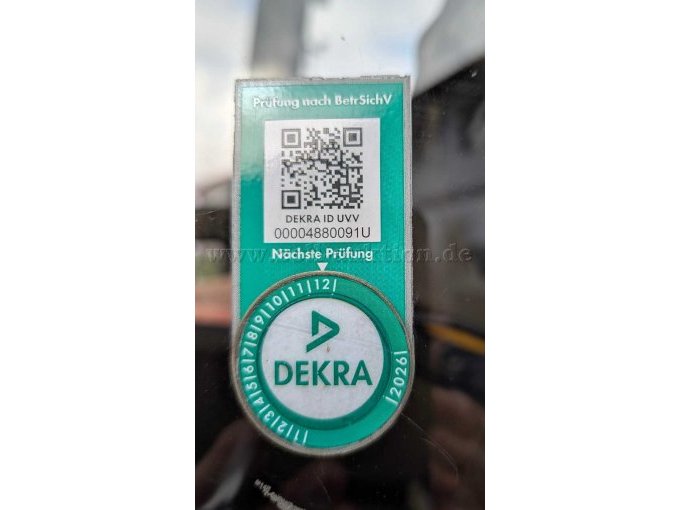 Prüfung nach BetrSichV
DEKRA ID UVV
00004880091U
Nächste Prüfung
|1|2|3|4|5|6|7|8|9|10|11|12|
DEKRA
|2026|